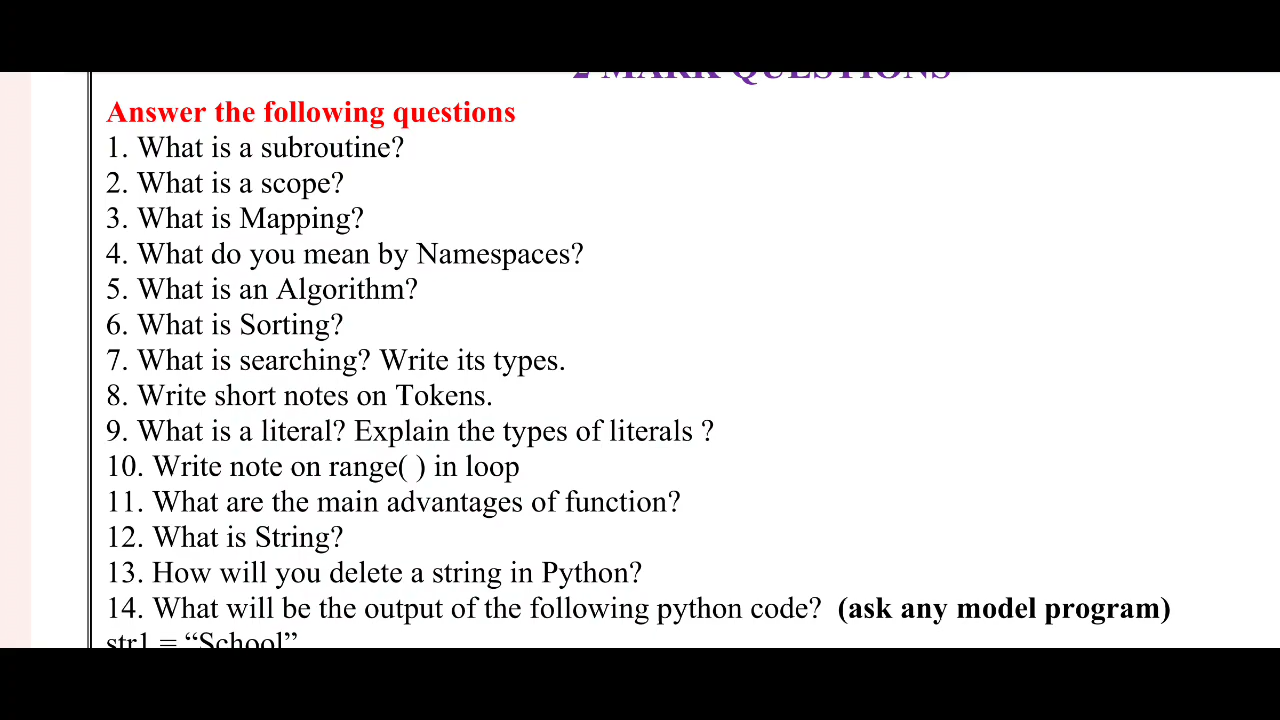 2 MARK QUESTIONS
Answer the following questions
1. What is a subroutine?
2. What is a scope?
3. What is Mapping?
4. What do you mean by Namespaces?
5. What is an Algorithm?
6. What is Sorting?
7. What is searching? Write its types.
8. Write short notes on Tokens.
9. What is a literal? Explain the types of literals ?
10. Write note on range( ) in loop
11. What are the main advantages of function?
12. What is String?
13. How will you delete a string in Python?
14. What will be the output of the following python code?  (ask any model program)
str1 = “School”